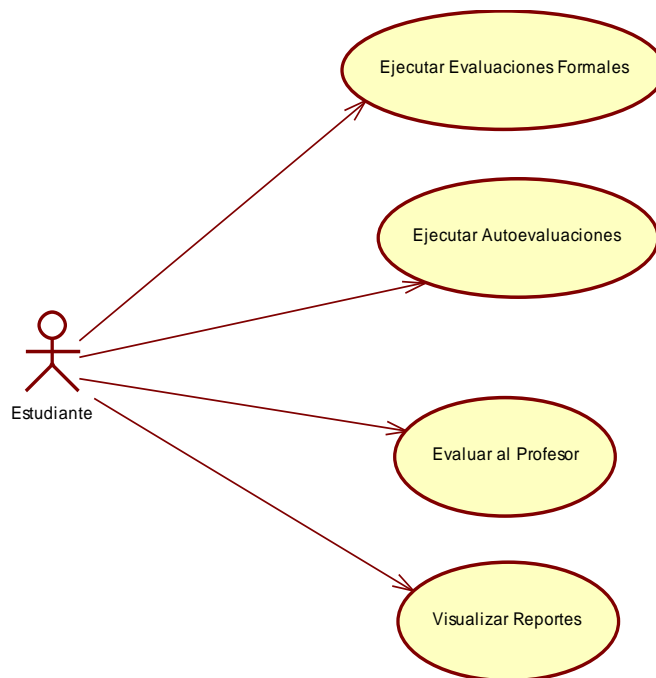 Ejecutar Evaluaciones Formales
Ejecutar Autoevaluaciones
Estudiante
Evaluar al Profesor
Visualizar Reportes